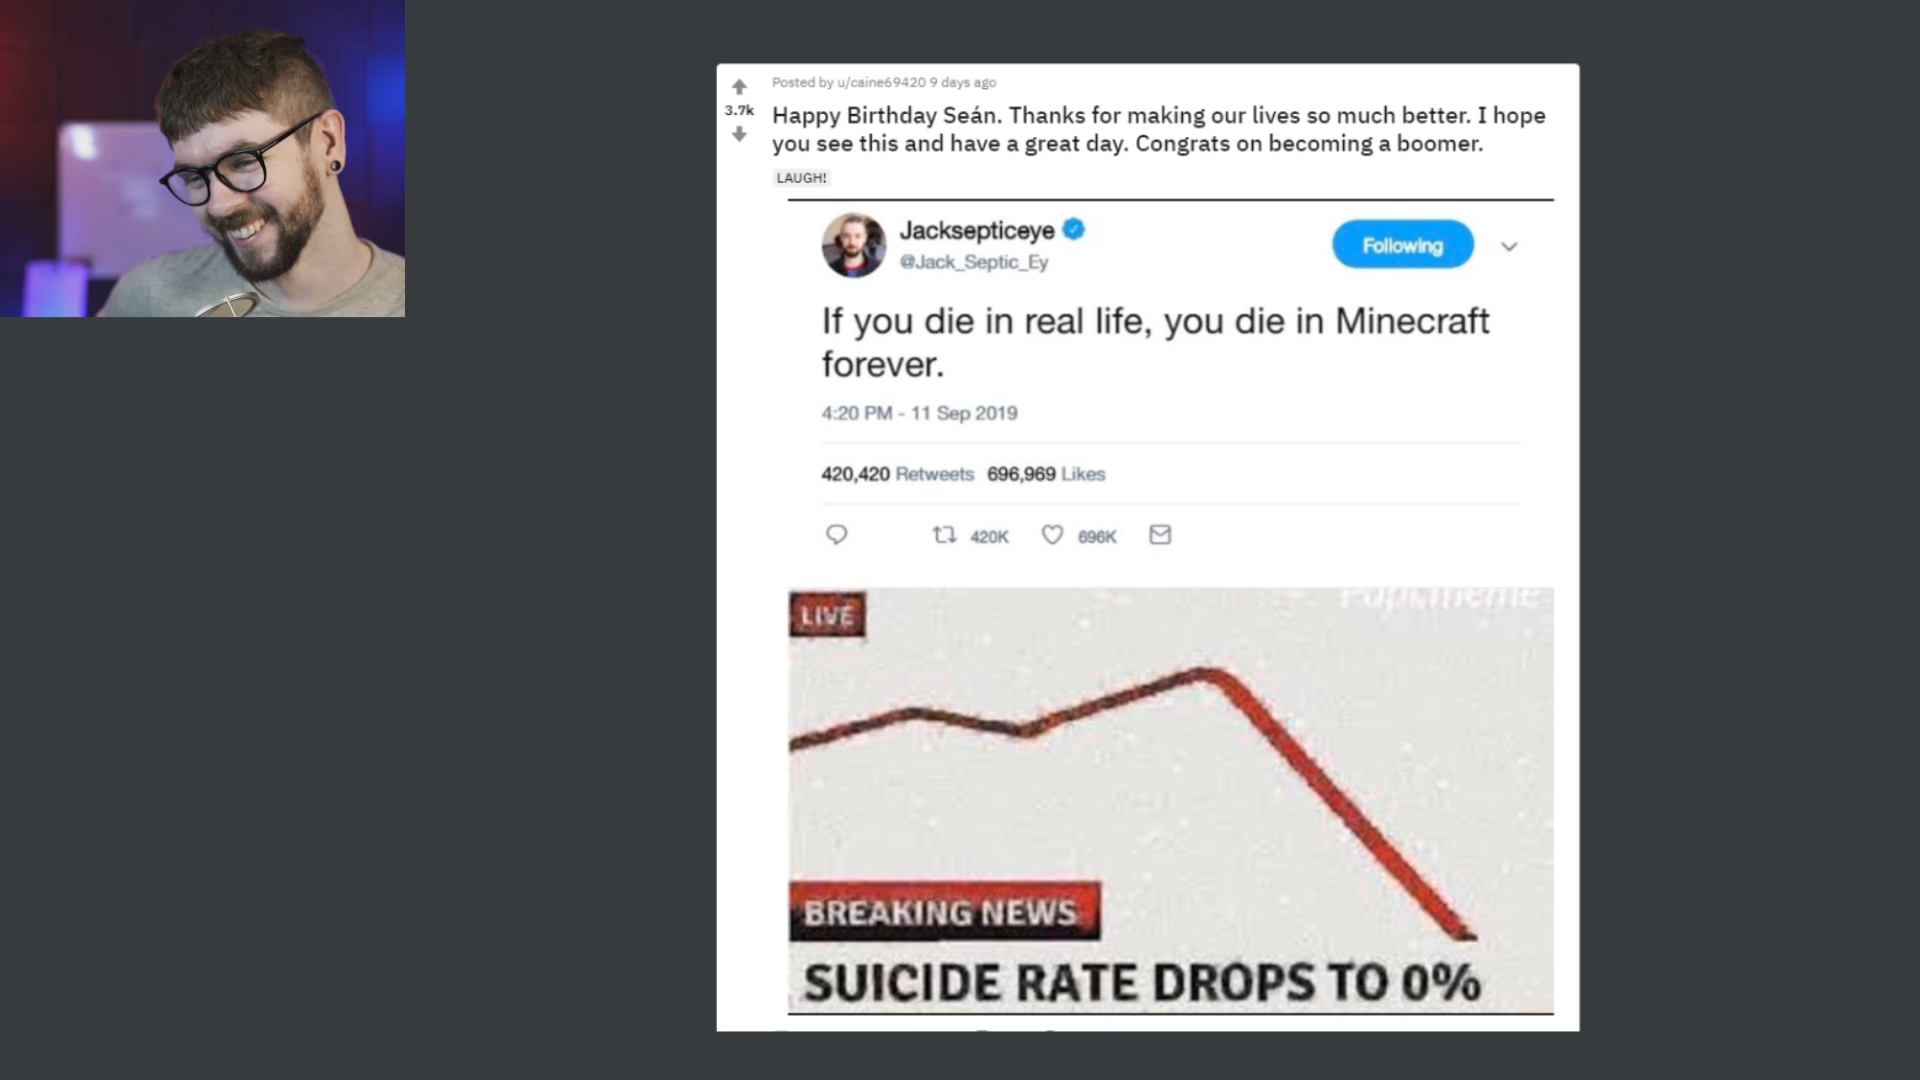 Posted by u/caine69420 9 days ago
3.7k
Happy Birthday Seán. Thanks for making our lives so much better. I hope
you see this and have a great day. Congrats on becoming a boomer.
LAUGH!
Jacksepticeye
@Jack_Septic_Ey
Following
If you die in real life, you die in Minecraft
forever.
4:20 PM - 11 Sep 2019
420,420 Retweets 696,969 Likes
420K 696K
LIVE
BREAKING NEWS
SUICIDE RATE DROPS TO 0%